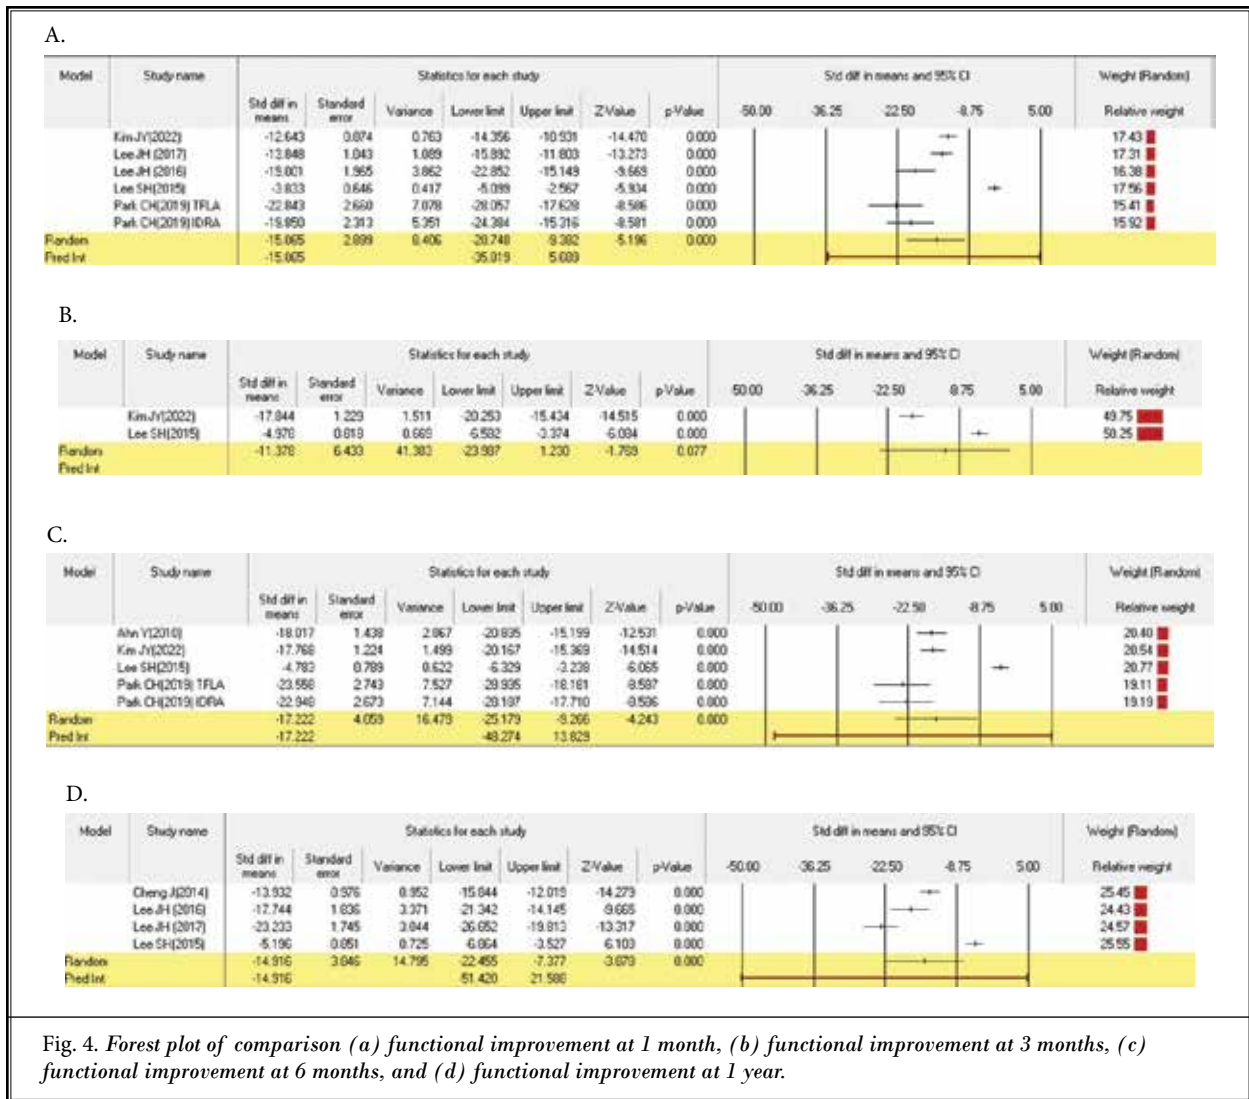 A.
Model Study name Statistics for each study Std diff in means and 95% CI Weight (Random)
Std diff in means Standard error Variance Lower limit Upper limit Z-Value p-Value -50.00 -36.25 -22.50 -8.75 5.00 Relative weight
Kim JY(2022) -12.643 0.874 0.763 -14.356 -10.931 -14.470 0.000 17.43
Lee JH (2017) -13.848 1.043 1.089 -15.892 -11.803 -13.273 0.000 17.31
Lee JH (2016) -19.001 1.965 3.862 -22.852 -15.149 -9.669 0.000 16.38
Lee SH(2015) -3.833 0.646 0.417 -5.099 -2.567 -5.934 0.000 17.56
Park CH(2019) TFLA -22.843 2.660 7.078 -28.057 -17.628 -8.586 0.000 15.41
Park CH(2019) IDRA -19.850 2.313 5.351 -24.384 -15.316 -8.581 0.000 15.92
Random -15.065 2.899 8.406 -20.748 -9.382 -5.196 0.000
Pred Int -15.065 -35.819 5.689
B.
Model Study name Statistics for each study Std diff in means and 95% CI Weight (Random)
Std diff in means Standard error Variance Lower limit Upper limit Z-Value p-Value -50.00 -36.25 -22.50 -8.75 5.00 Relative weight
Kim JY(2022) -17.844 1.229 1.511 -20.253 -15.434 -14.515 0.000 49.75
Lee SH(2015) -4.978 0.818 0.669 -6.582 -3.374 -6.084 0.000 50.25
Random -11.378 6.433 41.383 -23.987 1.230 -1.769 0.077
Pred Int
C.
Model Study name Statistics for each study Std diff in means and 95% CI Weight (Random)
Std diff in means Standard error Variance Lower limit Upper limit Z-Value p-Value -50.00 -36.25 -22.50 -8.75 5.00 Relative weight
Ahn Y(2010) -18.017 1.438 2.067 -20.835 -15.199 -12.531 0.000 20.40
Kim JY(2022) -17.768 1.224 1.499 -20.167 -15.369 -14.514 0.000 20.54
Lee SH(2015) -4.783 0.789 0.622 -6.329 -3.238 -6.065 0.000 20.77
Park CH(2019) TFLA -23.558 2.743 7.527 -28.935 -18.181 -8.587 0.000 19.11
Park CH(2019) IDRA -22.948 2.673 7.144 -28.187 -17.710 -8.586 0.000 19.19
Random -17.222 4.059 16.479 -25.179 -9.266 -4.243 0.000
Pred Int -17.222 -48.274 13.829
D.
Model Study name Statistics for each study Std diff in means and 95% CI Weight (Random)
Std diff in means Standard error Variance Lower limit Upper limit Z-Value p-Value -50.00 -36.25 -22.50 -8.75 5.00 Relative weight
Cheng J(2014) -13.932 0.976 0.952 -15.844 -12.019 -14.279 0.000 25.45
Lee JH (2016) -17.744 1.836 3.371 -21.342 -14.145 -9.665 0.000 24.43
Lee JH (2017) -23.233 1.745 3.044 -26.652 -19.813 -13.317 0.000 24.57
Lee SH(2015) -5.196 0.851 0.725 -6.864 -3.527 -6.103 0.000 25.55
Random -14.916 3.846 14.795 -22.455 -7.377 -3.879 0.000
Pred Int -14.916 -51.420 21.588
Fig. 4. Forest plot of comparison (a) functional improvement at 1 month, (b) functional improvement at 3 months, (c)
functional improvement at 6 months, and (d) functional improvement at 1 year.